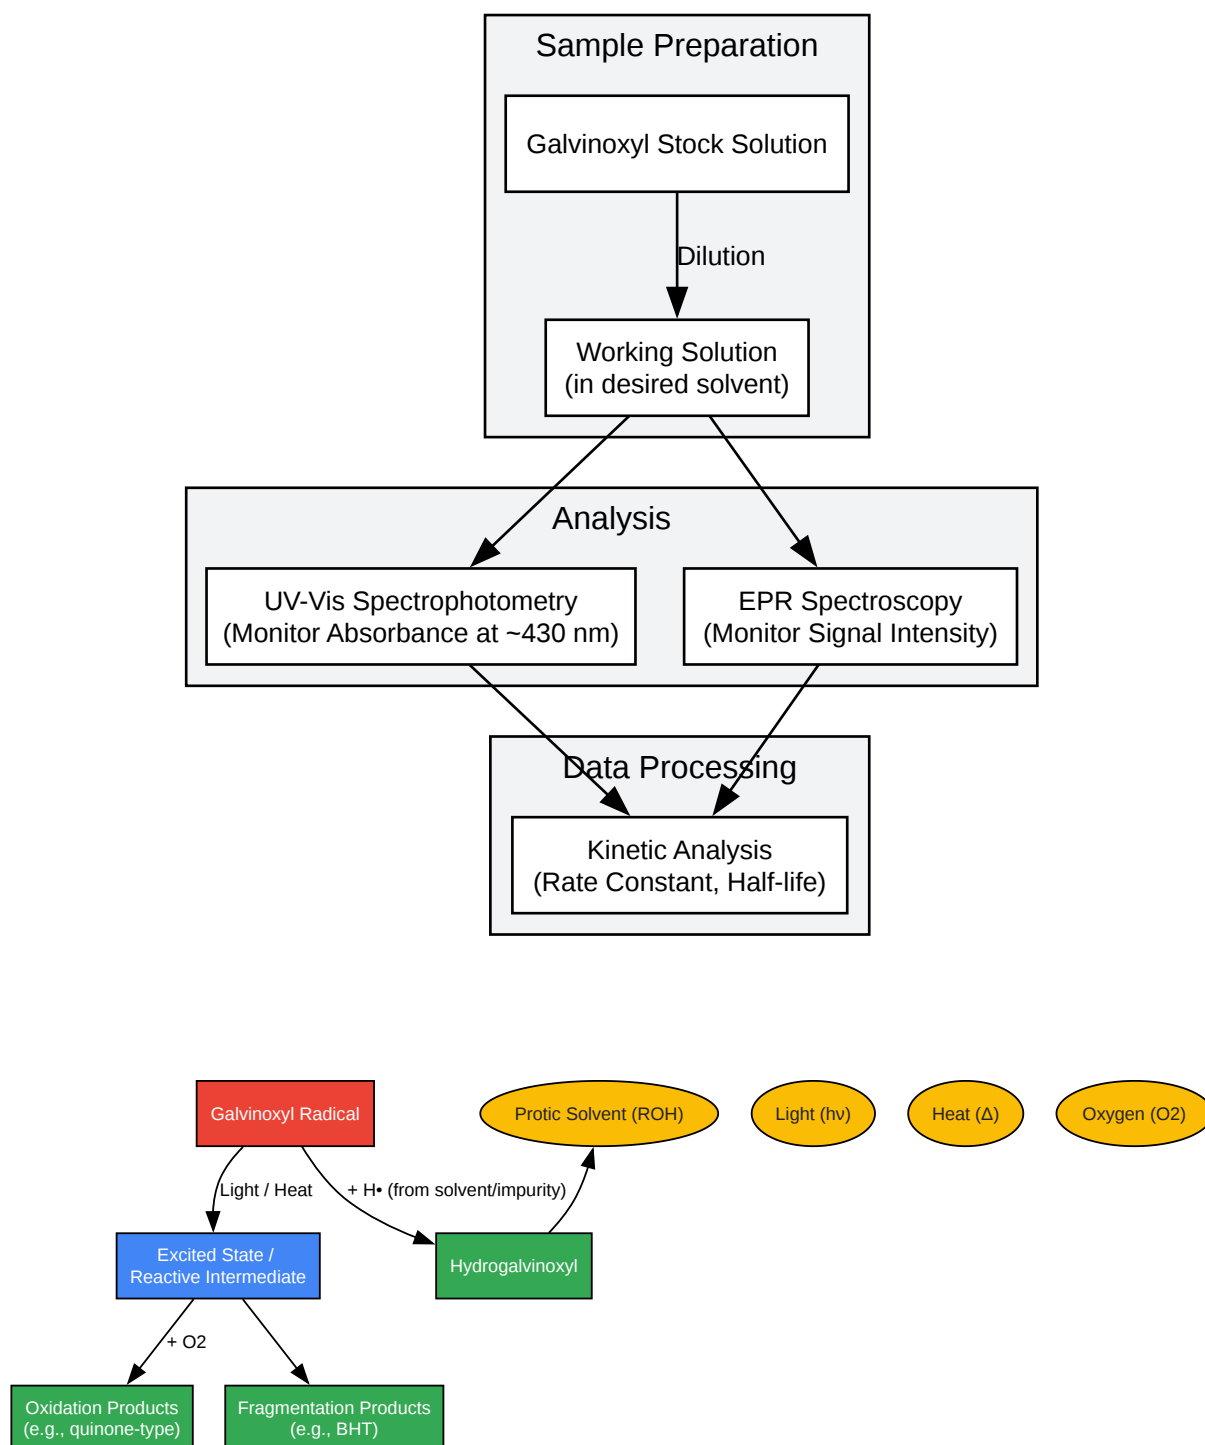 Sample Preparation
Galvinoxyl Stock Solution
Dilution
Working Solution
(in desired solvent)
Analysis
UV-Vis Spectrophotometry
(Monitor Absorbance at ~430 nm)
EPR Spectroscopy
(Monitor Signal Intensity)
Data Processing
Kinetic Analysis
(Rate Constant, Half-life)
Galvinoxyl Radical
Protic Solvent (ROH)
Light (hν)
Heat (Δ)
Oxygen (O2)
Light / Heat
+ H• (from solvent/impurity)
Excited State /
Reactive Intermediate
Hydrogalvinoxyl
+ O2
Oxidation Products
(e.g., quinone-type)
Fragmentation Products
(e.g., BHT)